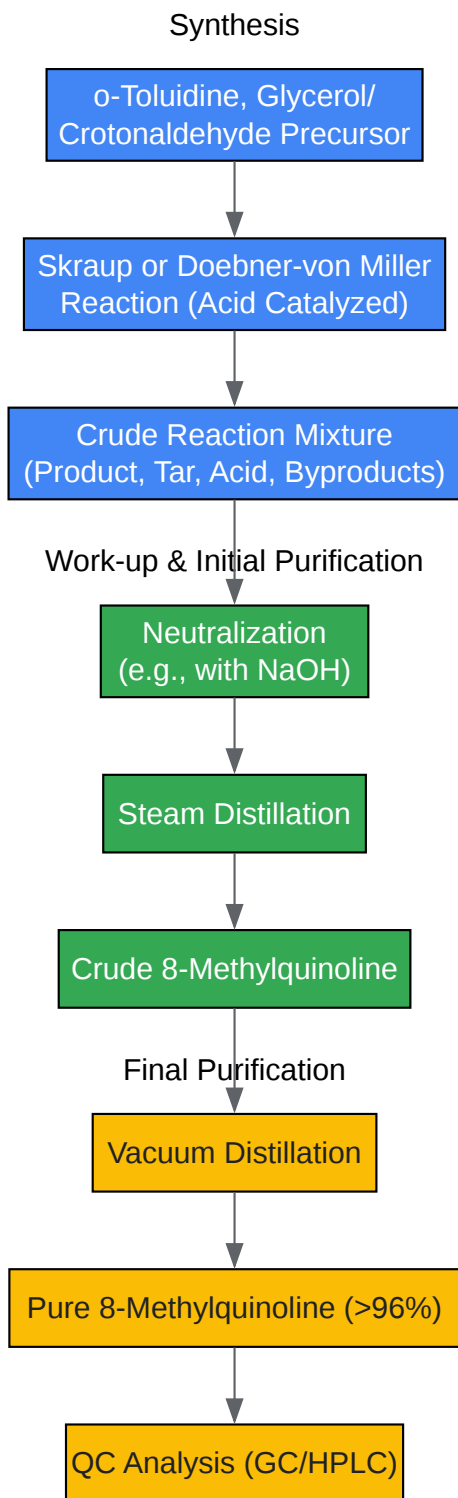 Synthesis
o-Toluidine, Glycerol/
Crotonaldehyde Precursor
Skraup or Doebner-von Miller
Reaction (Acid Catalyzed)
Crude Reaction Mixture
(Product, Tar, Acid, Byproducts)
Work-up & Initial Purification
Neutralization
(e.g., with NaOH)
Steam Distillation
Crude 8-Methylquinoline
Final Purification
Vacuum Distillation
Pure 8-Methylquinoline (>96%)
QC Analysis (GC/HPLC)